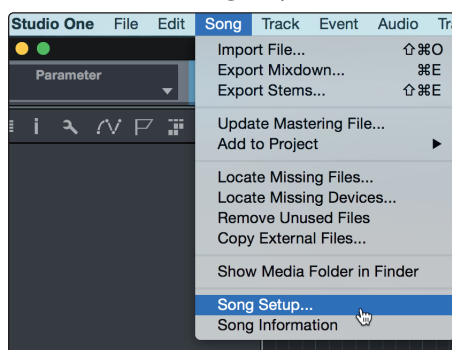 Studio One File Edit Song Track Event Audio
Parameter
Import File... ⇧⌘O
Export Mixdown... ⌘E
Export Stems... ⇧⌘E
Update Mastering File...
Add to Project ▶
Locate Missing Files...
Locate Missing Devices...
Remove Unused Files
Copy External Files...
Show Media Folder in Finder
Song Setup...
Song Information